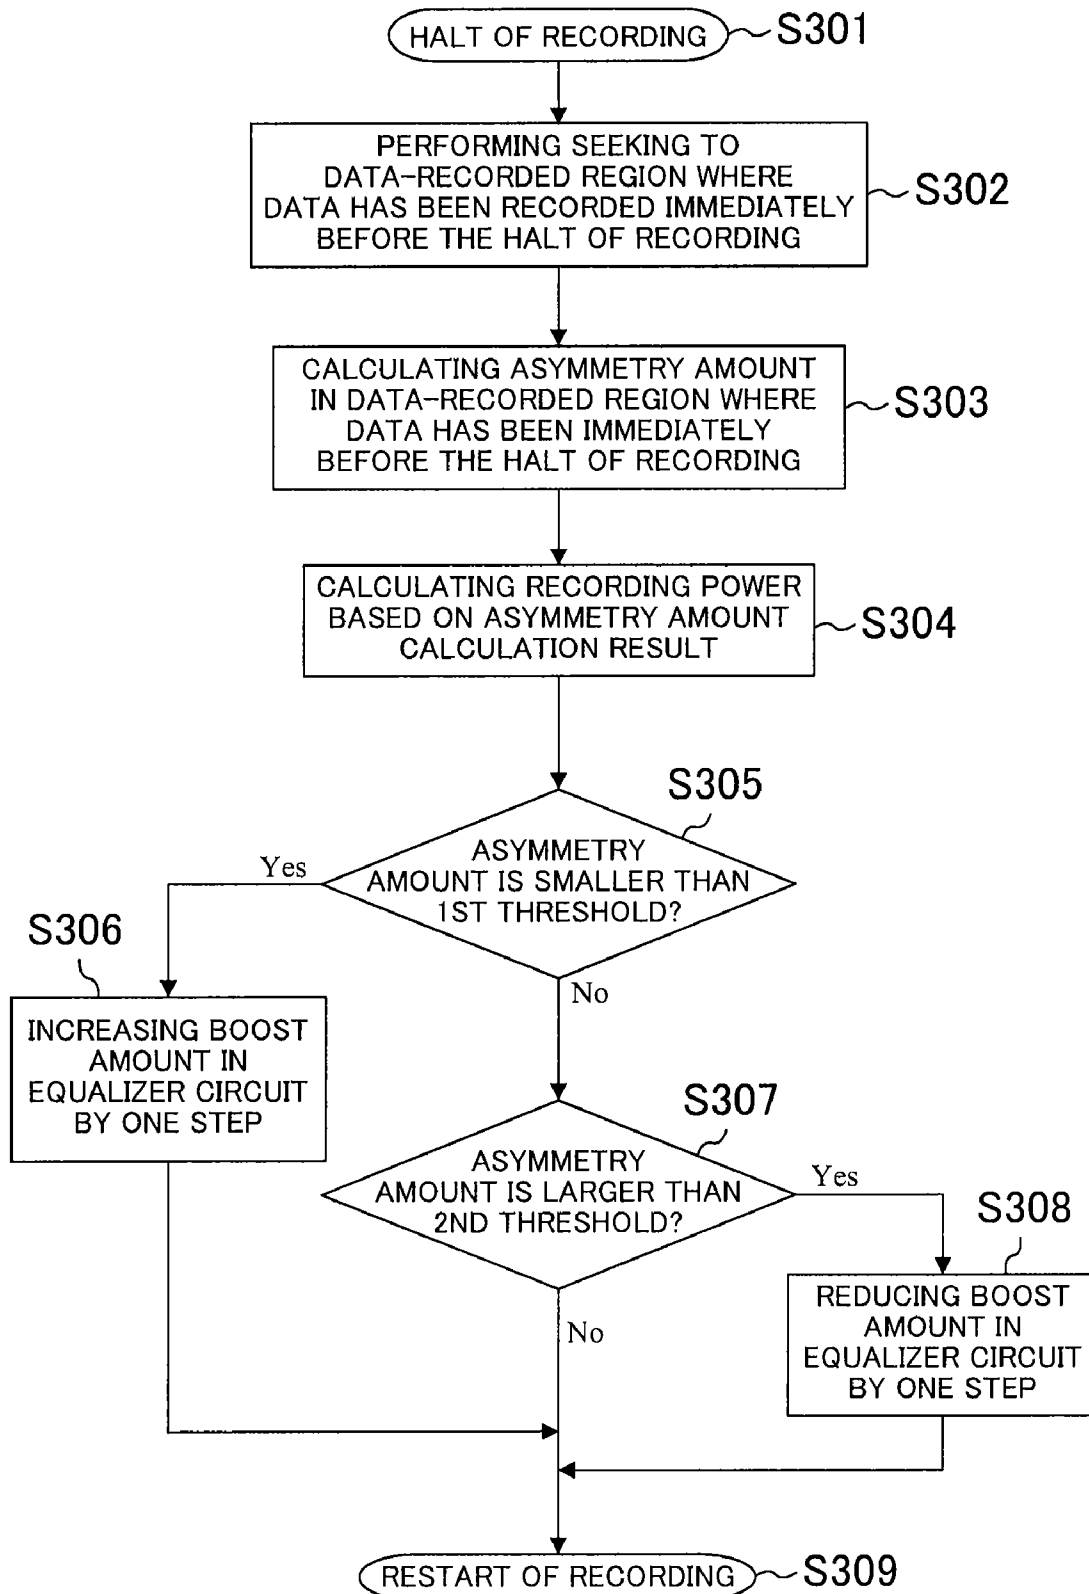 HALT OF RECORDING
S301
PERFORMING SEEKING TO
DATA-RECORDED REGION WHERE
DATA HAS BEEN RECORDED IMMEDIATELY
BEFORE THE HALT OF RECORDING
S302
CALCULATING ASYMMETRY AMOUNT
IN DATA-RECORDED REGION WHERE
DATA HAS BEEN IMMEDIATELY
BEFORE THE HALT OF RECORDING
S303
CALCULATING RECORDING POWER
BASED ON ASYMMETRY AMOUNT
CALCULATION RESULT
S304
S305
ASYMMETRY
AMOUNT IS SMALLER THAN
1ST THRESHOLD?
Yes
No
S306
INCREASING BOOST
AMOUNT IN
EQUALIZER CIRCUIT
BY ONE STEP
S307
ASYMMETRY
AMOUNT IS LARGER THAN
2ND THRESHOLD?
Yes
No
S308
REDUCING BOOST
AMOUNT IN
EQUALIZER CIRCUIT
BY ONE STEP
RESTART OF RECORDING
S309